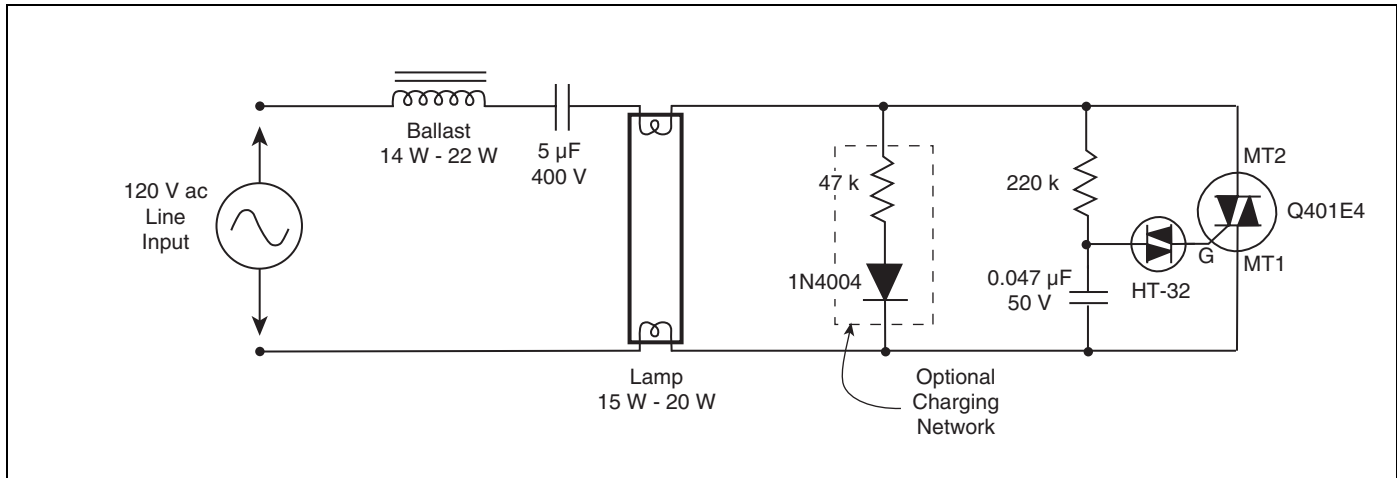 120 V ac
Line
Input
Ballast
14 W - 22 W
5 µF
400 V
Lamp
15 W - 20 W
47 k
1N4004
Optional
Charging
Network
220 k
0.047 µF
50 V
HT-32
G
MT2
Q401E4
MT1